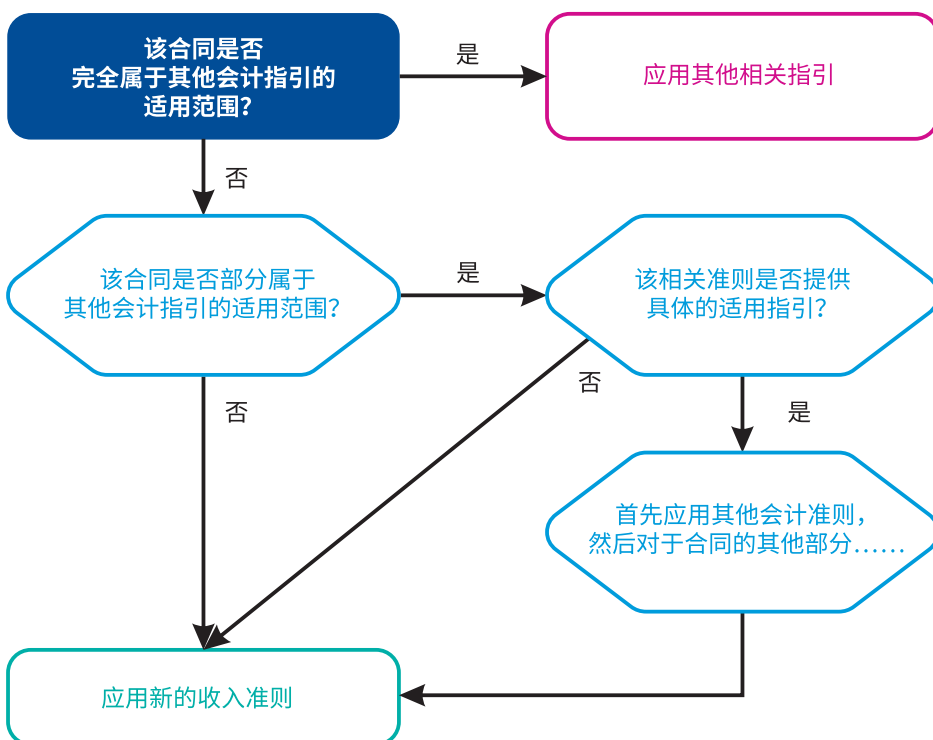 该合同是否
完全属于其他会计指引的
适用范围？
是
应用其他相关指引
否
该合同是否部分属于
其他会计指引的适用范围？
是
该相关准则是否提供
具体的适用指引？
否
否
是
首先应用其他会计准则，
然后对于合同的其他部分……
应用新的收入准则